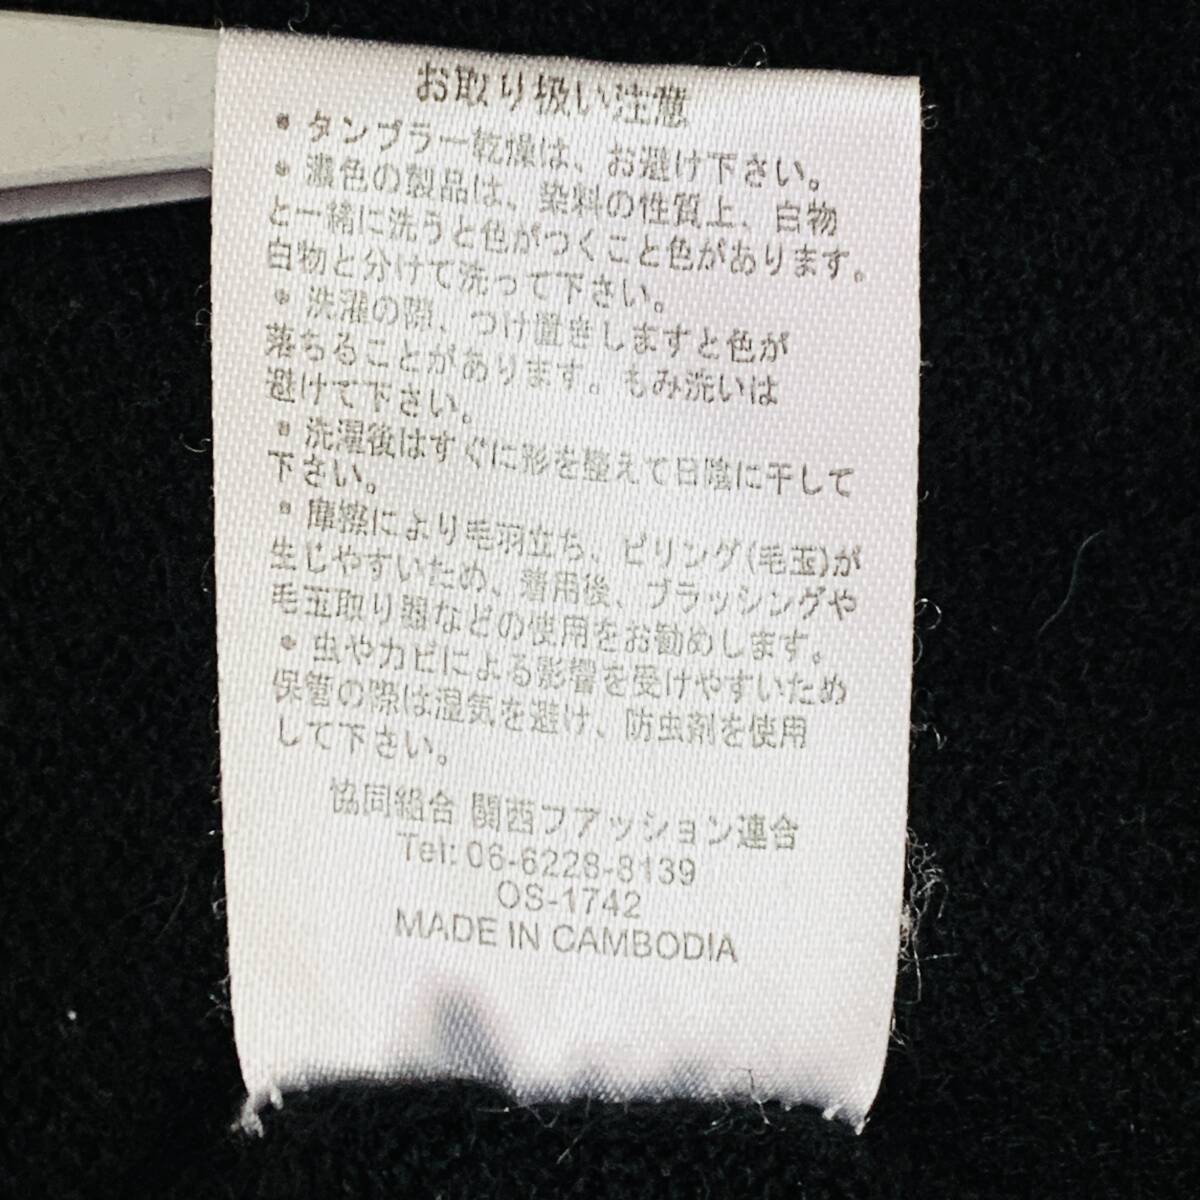 お取り扱い注意
• タンブラー乾燥は、お避け下さい。
• 濃色の製品は、染料の性質上、白物
と一緒に洗うと色がつくこと色があります。
白物と分けて洗って下さい。
• 洗濯の際、つけ置きしますと色が
落ちることがあります。もみ洗いは
避けて下さい。
• 洗濯後はすぐに形を整えて日陰に干して
下さい。
• 摩擦により毛羽立ち、ピリング(毛玉)が
生じやすいため、着用後、ブラッシングや
毛玉取り器などの使用をお勧めします。
• 虫やカビによる影響を受けやすいため
保管の際は湿気を避け、防虫剤を使用
して下さい。
協同組合 関西フアッション連合
Tel: 06-6228-8139
OS-1742
MADE IN CAMBODIA